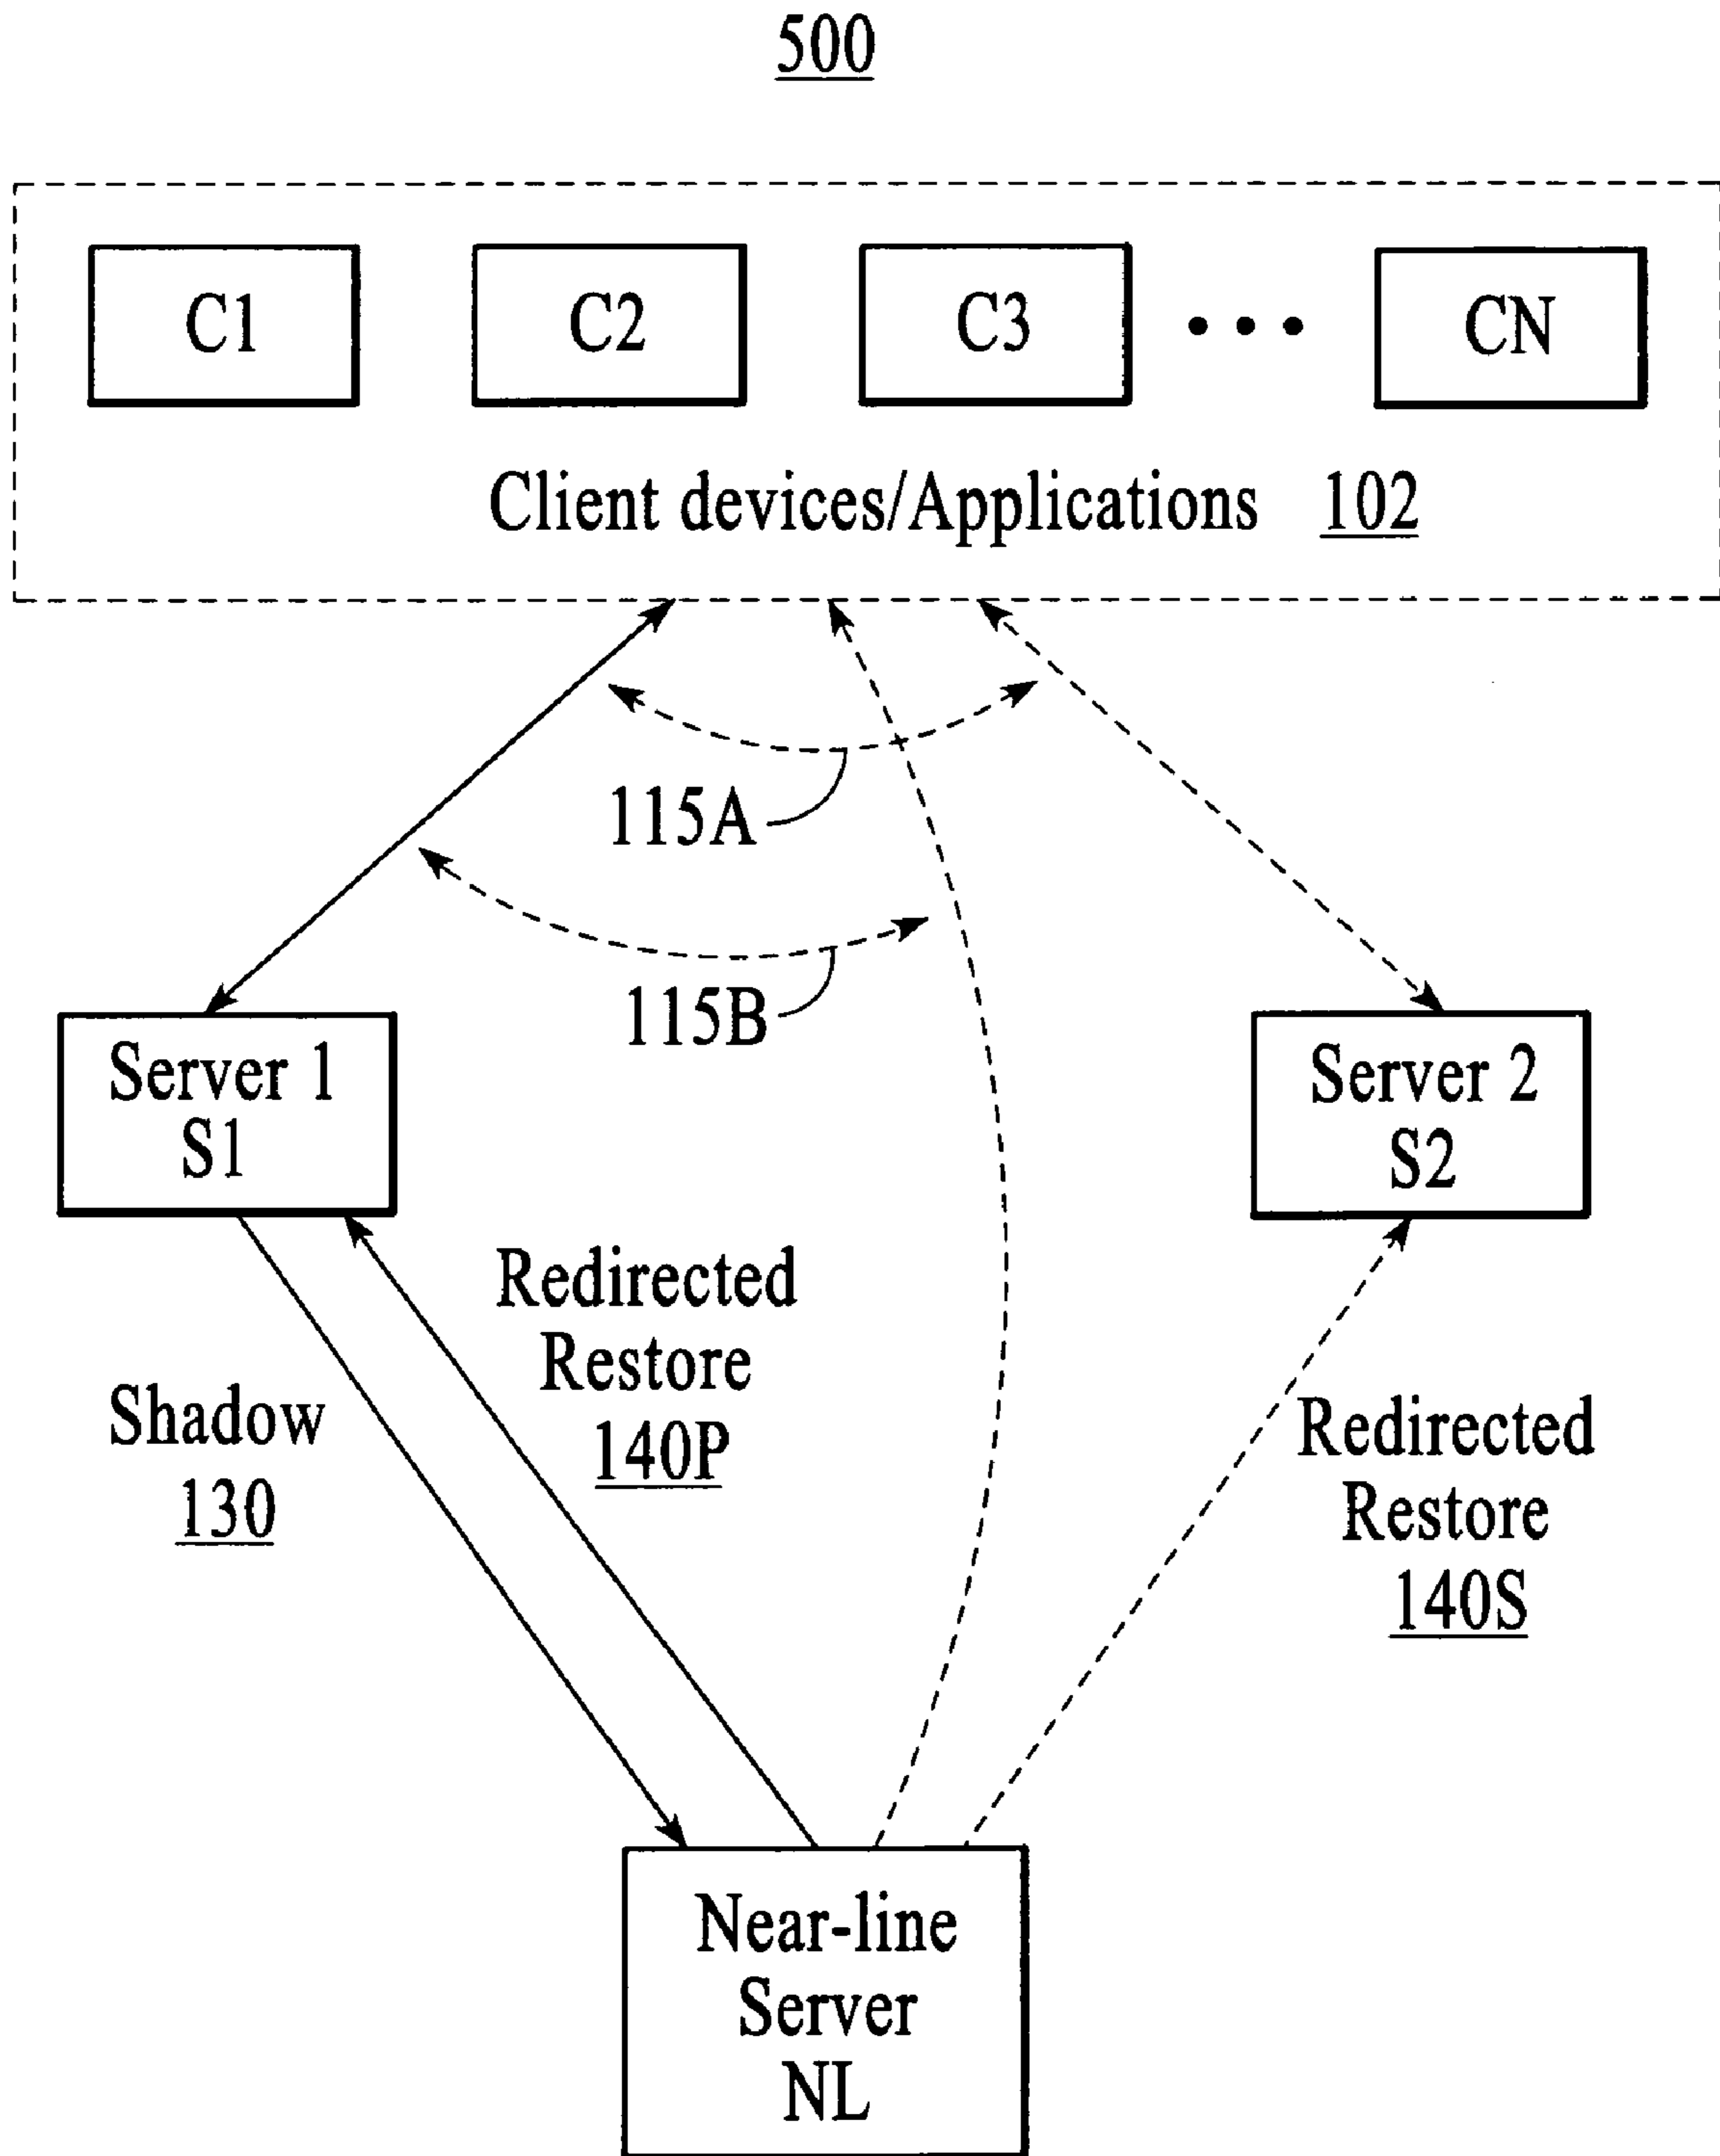 500
C1
C2
C3
• • •
CN
Client devices/Applications 102
115A
115B
Server 1
S1
Server 2
S2
Redirected
Restore
140P
Shadow
130
Redirected
Restore
140S
Near-line
Server
NL